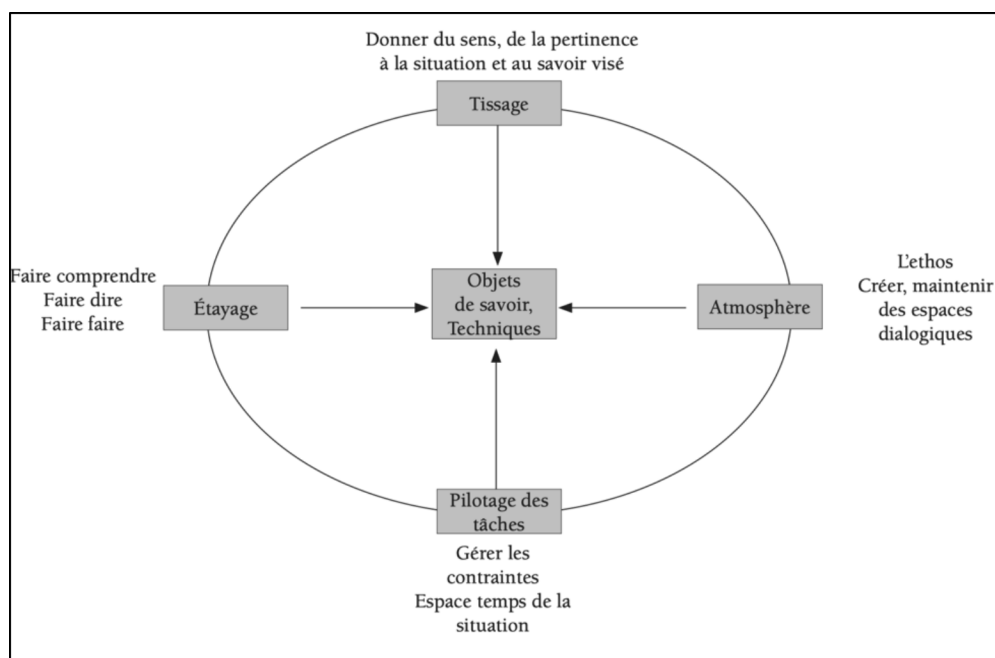 Donner du sens, de la pertinence
à la situation et au savoir visé
Tissage
Faire comprendre
Faire dire
Faire faire
Étayage
Objets
de savoir,
Techniques
Atmosphère
L'ethos
Créer, maintenir
des espaces
dialogiques
Pilotage des
tâches
Gérer les
contraintes
Espace temps de la
situation